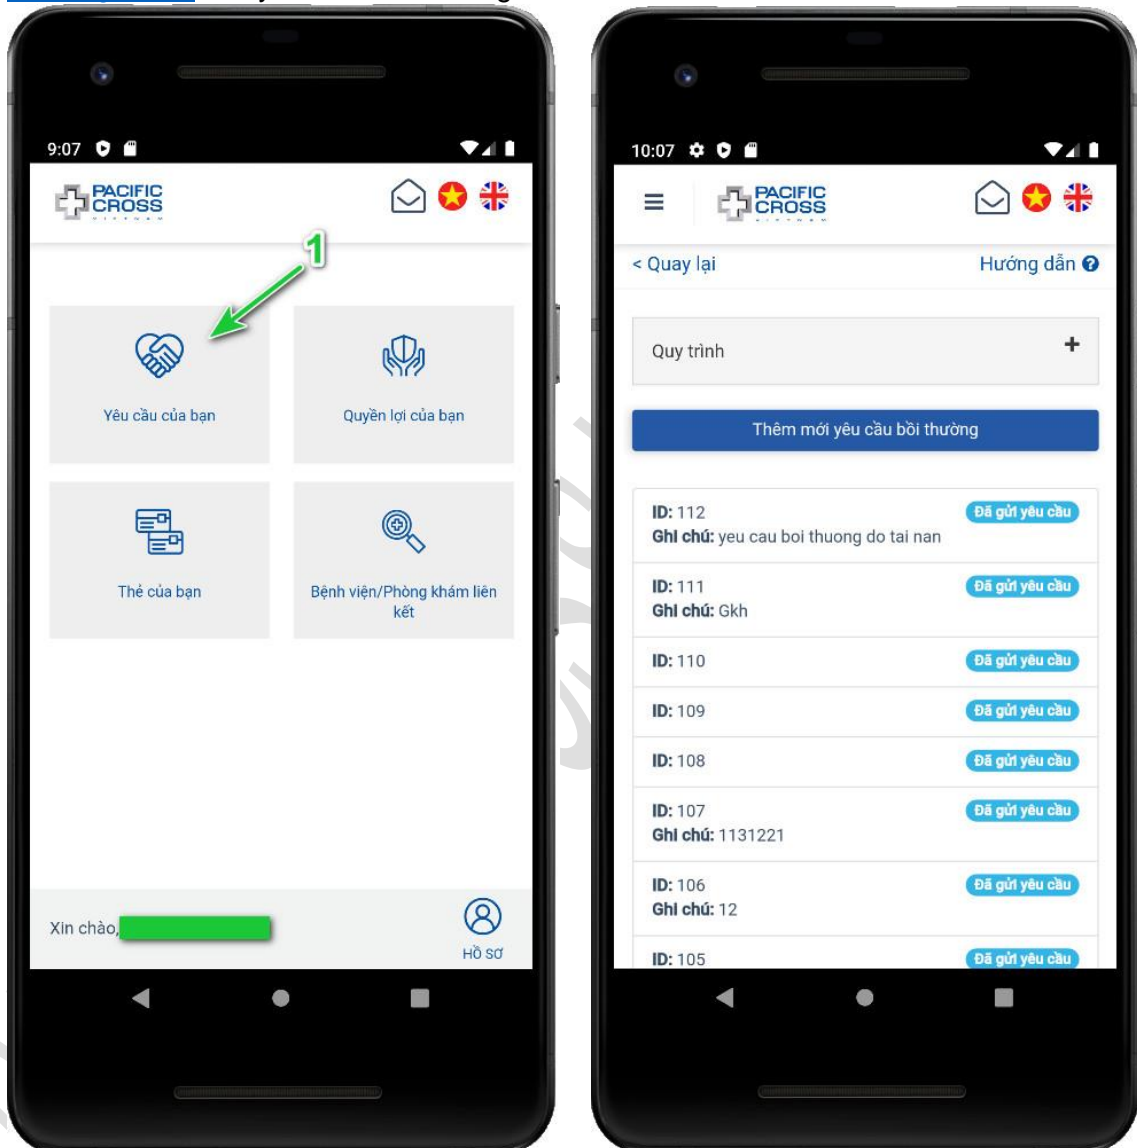 9:07
PACIFIC
CROSS
VIETNAM
1
Yêu cầu của bạn
Quyền lợi của bạn
Thẻ của bạn
Bệnh viện/Phòng khám liên
kết
Xin chào,
Hồ sơ
10:07
PACIFIC
CROSS
VIETNAM
< Quay lại
Hướng dẫn
Quy trình
+
Thêm mới yêu cầu bồi thường
ID: 112
Đã gửi yêu cầu
Ghi chú: yeu cau boi thuong do tai nan
ID: 111
Đã gửi yêu cầu
Ghi chú: Gkh
ID: 110
Đã gửi yêu cầu
ID: 109
Đã gửi yêu cầu
ID: 108
Đã gửi yêu cầu
ID: 107
Đã gửi yêu cầu
Ghi chú: 1131221
ID: 106
Đã gửi yêu cầu
Ghi chú: 12
ID: 105
Đã gửi yêu cầu